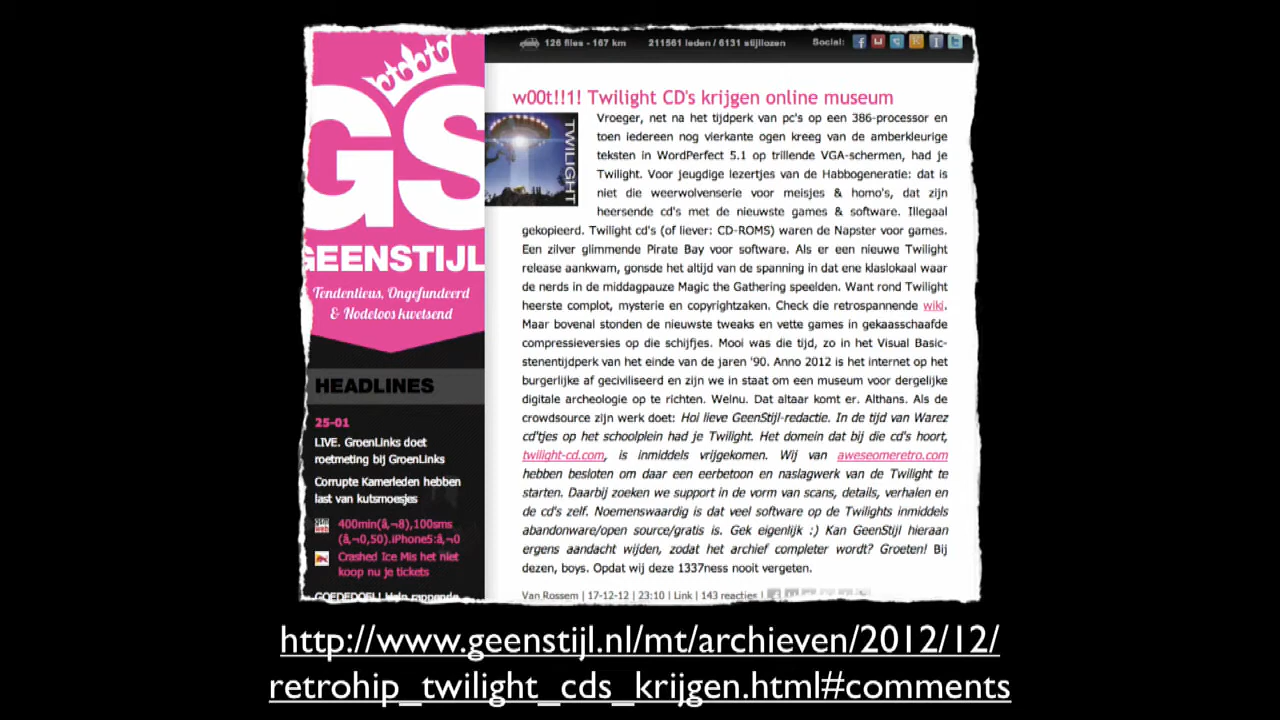 126 files - 167 km
211561 leden / 6131 stijllozen
Social:
GS
GEENSTIJL
Tendentieus, Ongefundeerd
& Nodeloos kwetsend
HEADLINES
25-01
LIVE. GroenLinks doet
roetmeting bij GroenLinks
Corrupte Kamerleden hebben
last van kutsmoesjes
400min(â‚¬8),100sms
(â‚¬0,50).iPhone5:â‚¬0
Crashed Ice Mis het niet
koop nu je tickets
w00t!!1! Twilight CD's krijgen online museum
TWILIGHT
Vroeger, net na het tijdperk van pc's op een 386-processor en
toen iedereen nog vierkante ogen kreeg van de amberkleurige
teksten in WordPerfect 5.1 op trillende VGA-schermen, had je
Twilight. Voor jeugdige lezertjes van de Habbogeneratie: dat is
niet die weerwolvenserie voor meisjes & homo's, dat zijn
heersende cd's met de nieuwste games & software. Illegaal
gekopieerd. Twilight cd's (of liever: CD-ROMS) waren de Napster voor games.
Een zilver glimmende Pirate Bay voor software. Als er een nieuwe Twilight
release aankwam, gonsde het altijd van de spanning in dat ene klaslokaal waar
de nerds in de middagpauze Magic the Gathering speelden. Want rond Twilight
heerste complot, mysterie en copyrightzaken. Check die retrospannende wiki.
Maar bovenal stonden de nieuwste tweaks en vette games in gekaasschaafde
compressieversies op die schijfjes. Mooi was die tijd, zo in het Visual Basic-
stenentijdperk van het einde van de jaren '90. Anno 2012 is het internet op het
burgerlijke af geciviliseerd en zijn we in staat om een museum voor dergelijke
digitale archeologie op te richten. Welnu. Dat altaar komt er. Althans. Als de
crowdsource zijn werk doet: Hoi lieve GeenStijl-redactie. In de tijd van Warez
cd'tjes op het schoolplein had je Twilight. Het domein dat bij die cd's hoort,
twilight-cd.com, is inmiddels vrijgekomen. Wij van aweseomeretro.com
hebben besloten om daar een eerbetoon en naslagwerk van de Twilight te
starten. Daarbij zoeken we support in de vorm van scans, details, verhalen en
de cd's zelf. Noemenswaardig is dat veel software op de Twilights inmiddels
abandonware/open source/gratis is. Gek eigenlijk :) Kan GeenStijl hieraan
ergens aandacht wijden, zodat het archief completer wordt? Groeten! Bij
dezen, boys. Opdat wij deze 1337ness nooit vergeten.
Van Rossem | 17-12-12 | 23:10 | Link | 143 reacties |
http://www.geenstijl.nl/mt/archieven/2012/12/
retrohip_twilight_cds_krijgen.html#comments